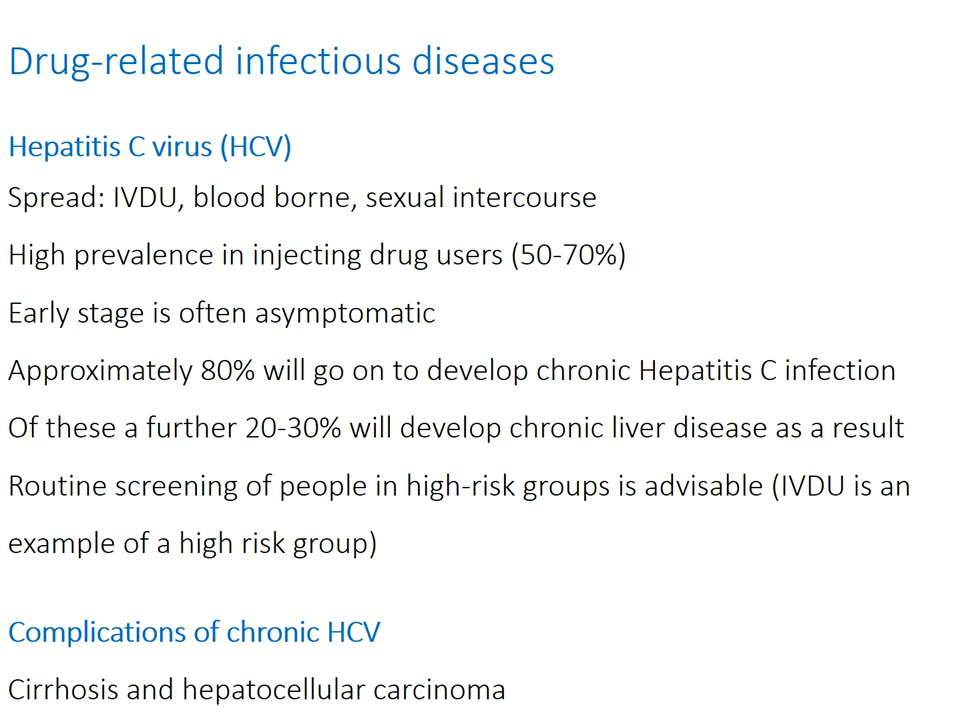 Drug-related infectious diseases
Hepatitis C virus (HCV)
Spread: IVDU, blood borne, sexual intercourse
High prevalence in injecting drug users (50-70%)
Early stage is often asymptomatic
Approximately 80% will go on to develop chronic Hepatitis C infection
Of these a further 20-30% will develop chronic liver disease as a result
Routine screening of people in high-risk groups is advisable (IVDU is an
example of a high risk group)
Complications of chronic HCV
Cirrhosis and hepatocellular carcinoma